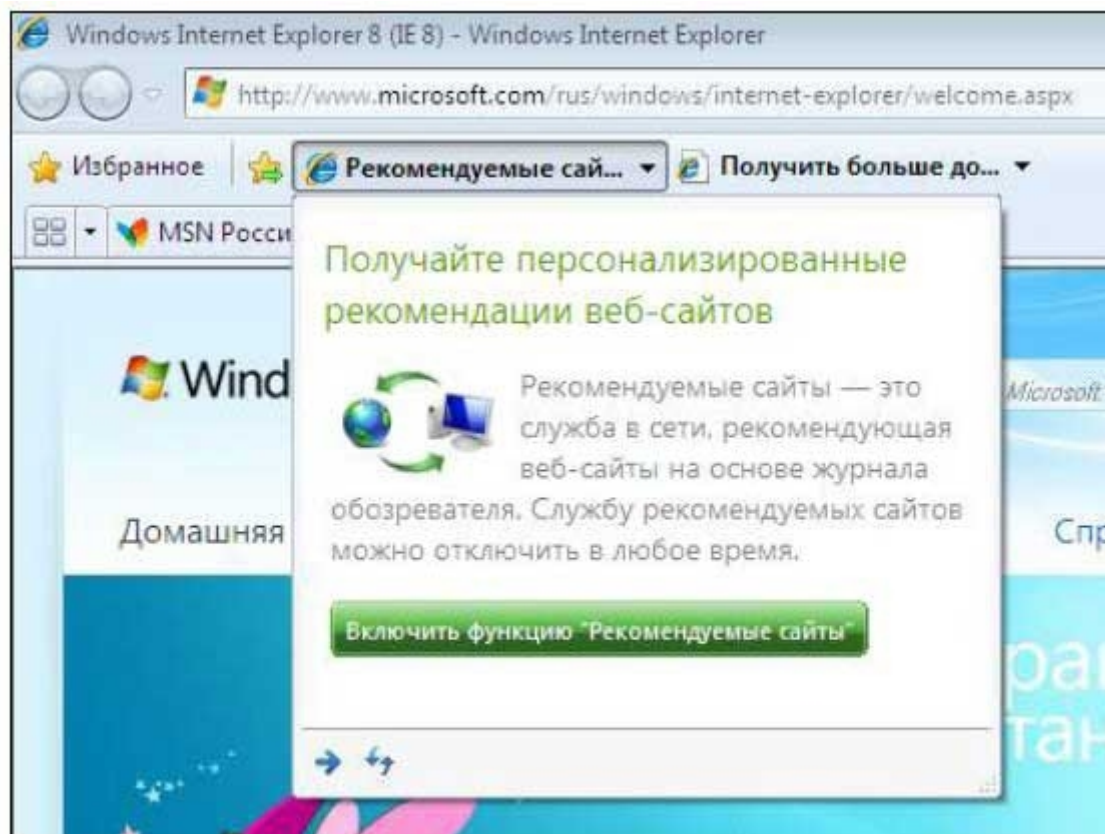 Windows Internet Explorer 8 (IE 8) - Windows Internet Explorer
http://www.microsoft.com/rus/windows/internet-explorer/welcome.aspx
Избранное Рекомендуемые сай... Получить больше до...
MSN Росси
Получайте персонализированные
рекомендации веб-сайтов
Wind
Рекомендуемые сайты — это
служба в сети, рекомендующая
веб-сайты на основе журнала
обозревателя. Службу рекомендуемых сайтов
можно отключить в любое время.
Microsoft
Домашняя
Спр
Включить функцию "Рекомендуемые сайты"